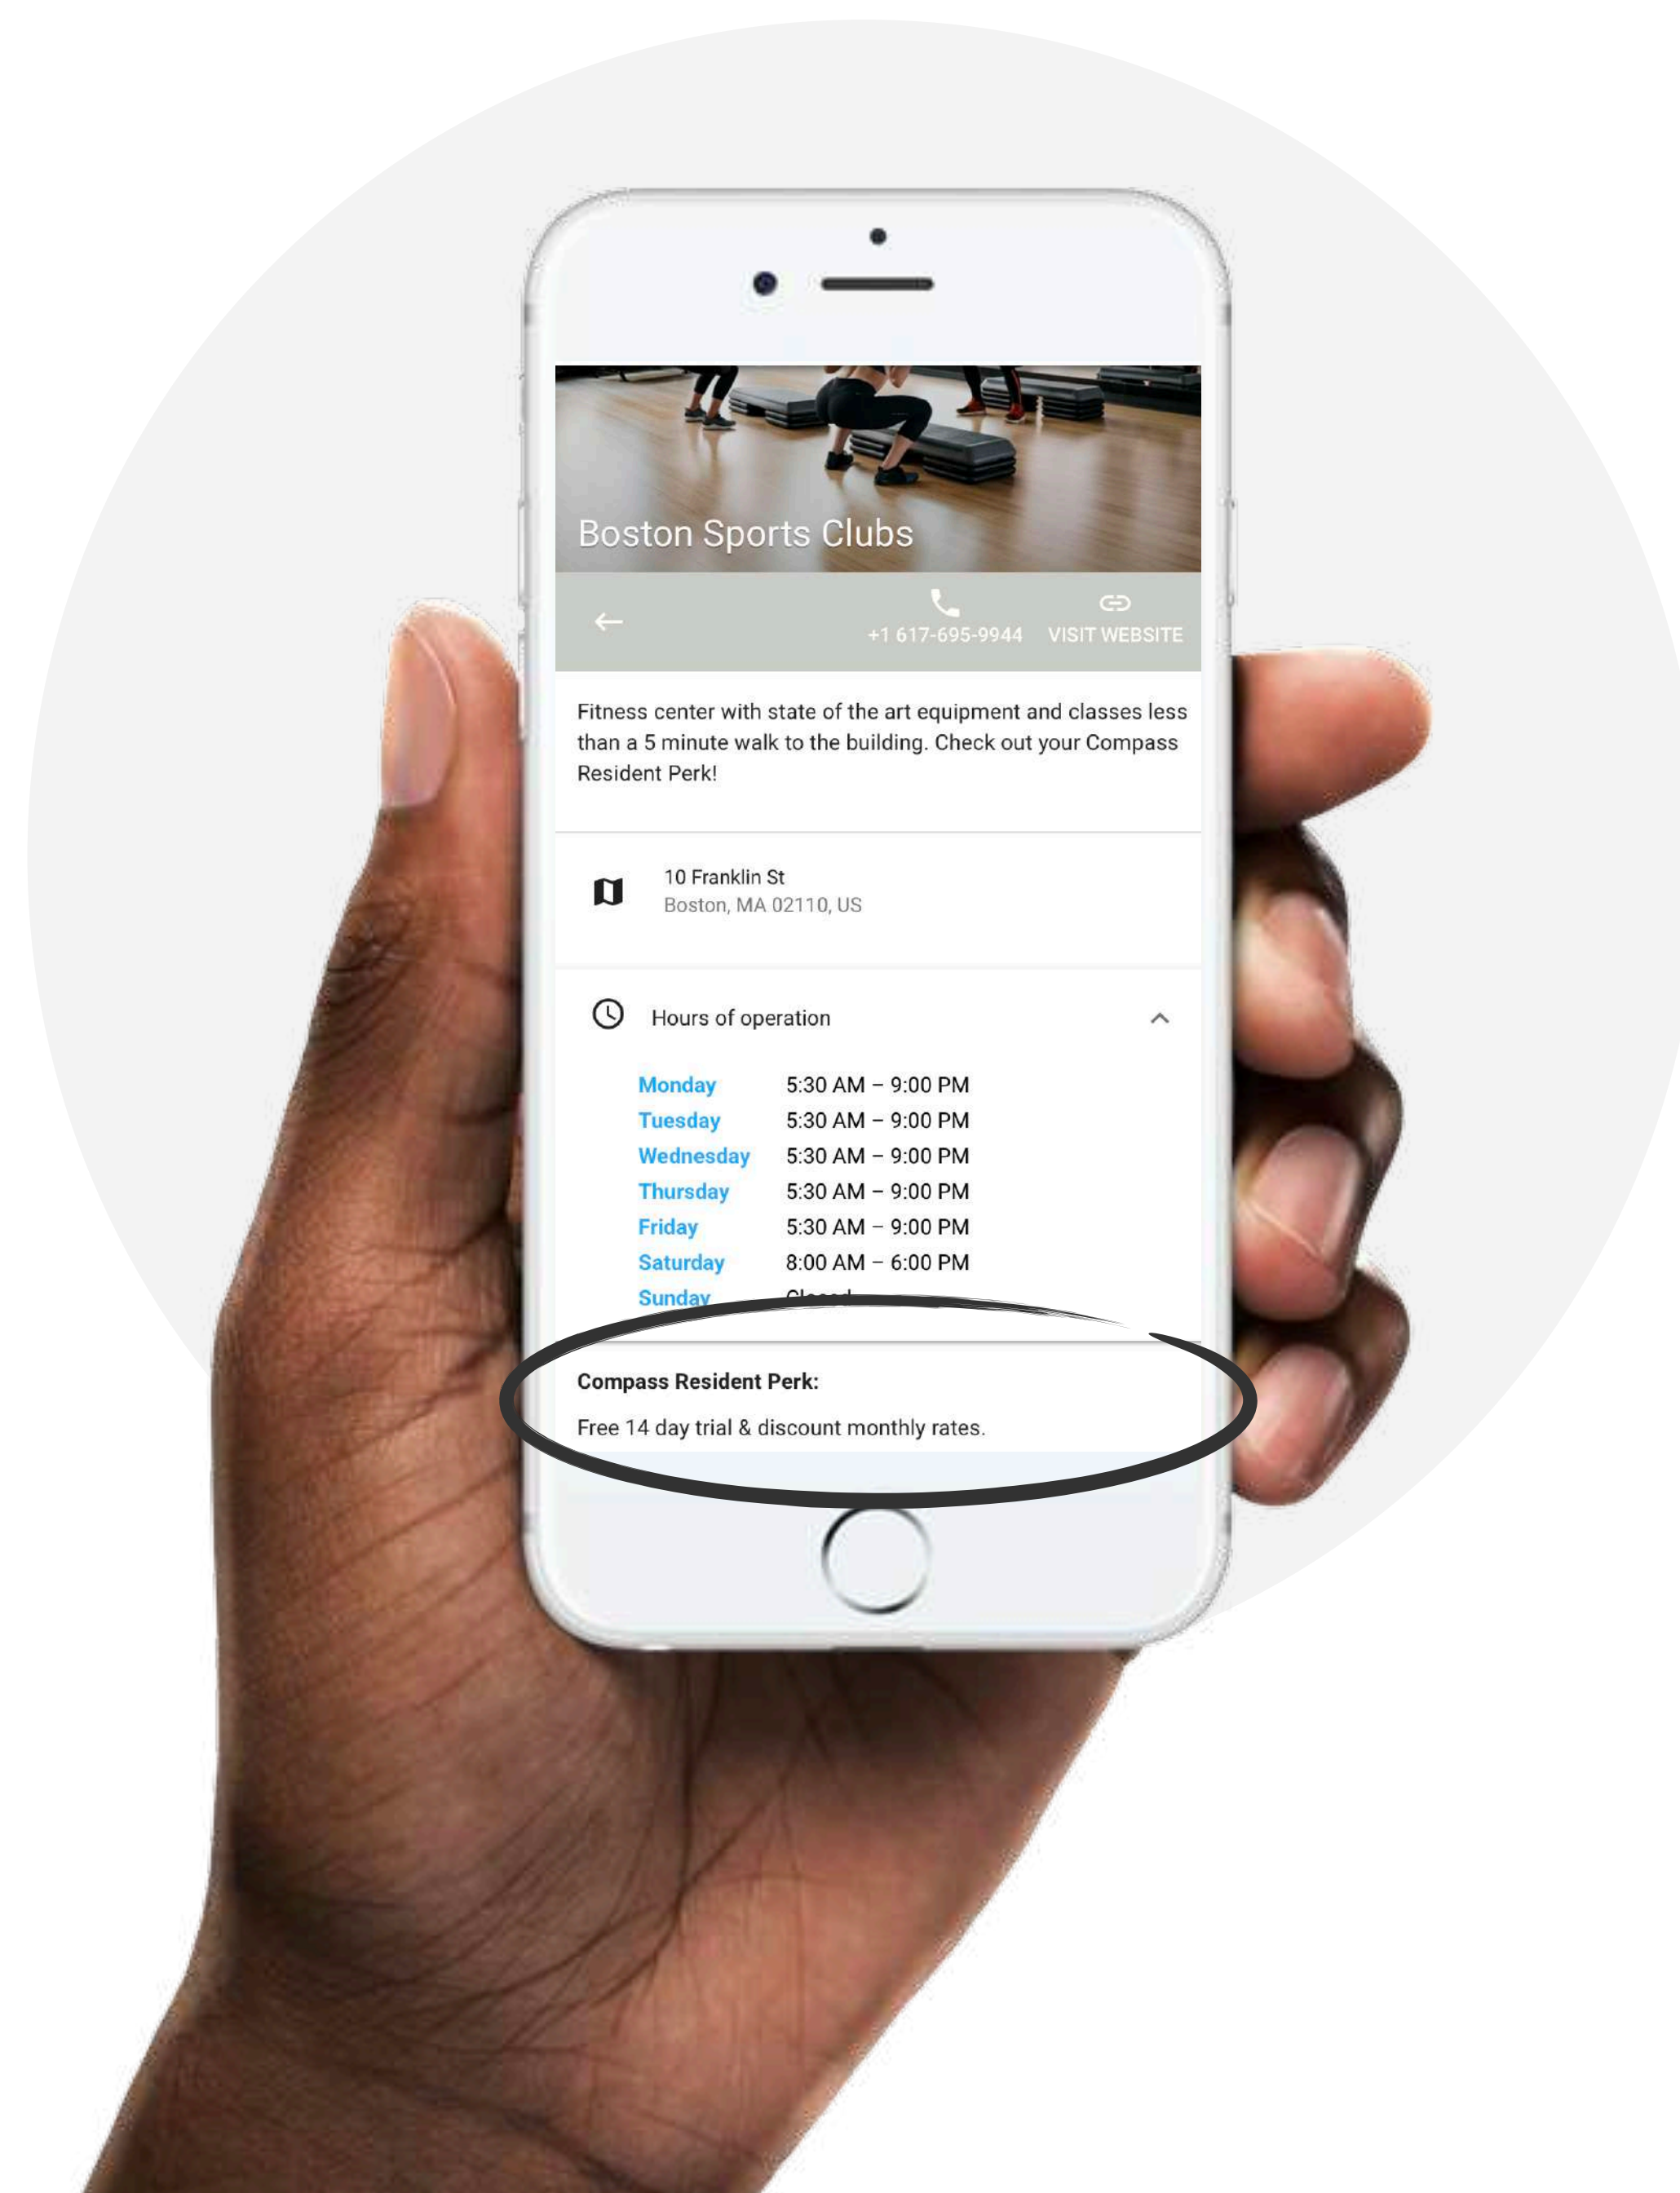 Boston Sports Clubs
+1 617-695-9944 VISIT WEBSITE
Fitness center with state of the art equipment and classes less
than a 5 minute walk to the building. Check out your Compass
Resident Perk!
10 Franklin St
Boston, MA 02110, US
Hours of operation
Monday 5:30 AM – 9:00 PM
Tuesday 5:30 AM – 9:00 PM
Wednesday 5:30 AM – 9:00 PM
Thursday 5:30 AM – 9:00 PM
Friday 5:30 AM – 9:00 PM
Saturday 8:00 AM – 6:00 PM
Sunday Closed
Compass Resident Perk:
Free 14 day trial & discount monthly rates.